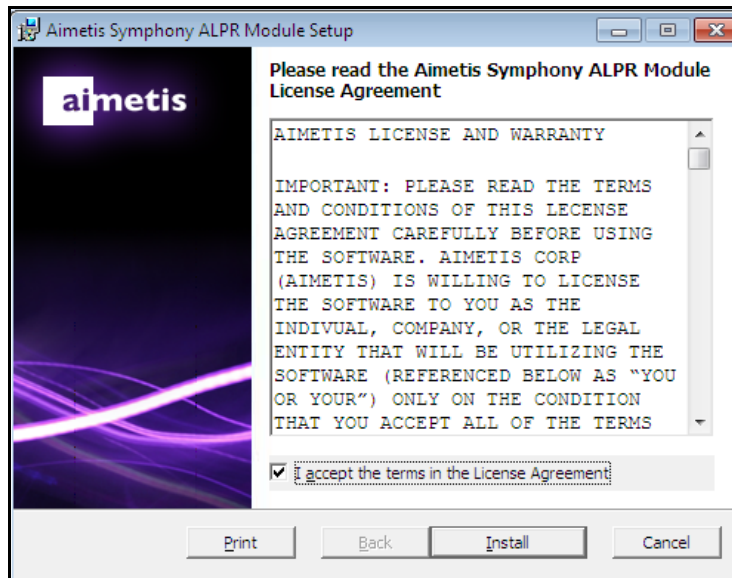 Aimetis Symphony ALPR Module Setup
aimetis
Please read the Aimetis Symphony ALPR Module
License Agreement
AIMETIS LICENSE AND WARRANTY
IMPORTANT: PLEASE READ THE TERMS
AND CONDITIONS OF THIS LECENSE
AGREEMENT CAREFULLY BEFORE USING
THE SOFTWARE. AIMETIS CORP
(AIMETIS) IS WILLING TO LICENSE
THE SOFTWARE TO YOU AS THE
INDIVUAL, COMPANY, OR THE LEGAL
ENTITY THAT WILL BE UTILIZING THE
SOFTWARE (REFERENCED BELOW AS “YOU
OR YOUR”) ONLY ON THE CONDITION
THAT YOU ACCEPT ALL OF THE TERMS
I accept the terms in the License Agreement
Print
Back
Install
Cancel